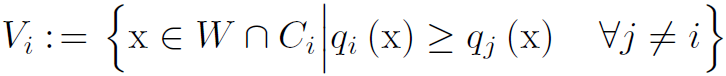 V_i := { x ∈ W ∩ C_i | q_i (x) ≥ q_j (x) ∀j ≠ i }